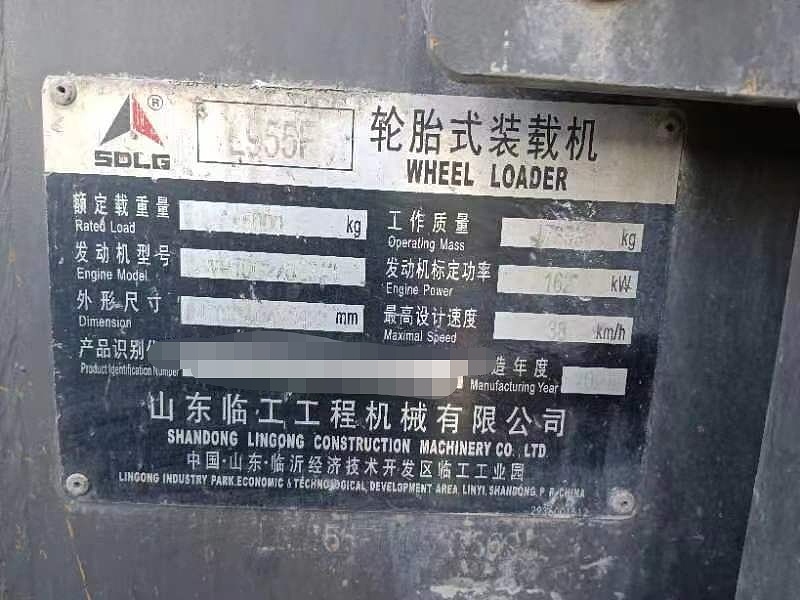 SDLG ®
L955F
轮胎式装载机
WHEEL LOADER
额定载重量
Rated Load
kg
工作质量
Operating Mass
kg
发动机型号
Engine Model
发动机标定功率
Engine Power
162 kW
外形尺寸
Dimension
mm
最高设计速度
Maximal Speed
38 km/h
产品识别
Product Identification Number
造年度
Manufacturing Year
山东临工工程机械有限公司
SHANDONG LINGONG CONSTRUCTION MACHINERY CO., LTD.
中国·山东·临沂经济技术开发区临工工业园
LINGONG INDUSTRY PARK.ECONOMIC & TECHNOLOGICAL DEVELOPMENT AREA, LINYI, SHANDONG, P. R. CHINA
2936001512